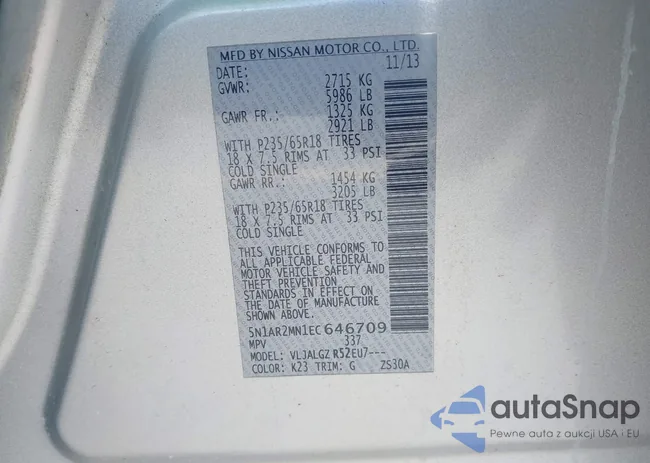 MFD BY NISSAN MOTOR CO., LTD.
DATE: 11/13
GVWR: 2715 KG
5986 LB
GAWR FR.: 1325 KG
2921 LB
WITH P235/65R18 TIRES
18 X 7.5 RIMS AT 33 PSI
COLD SINGLE
GAWR RR.: 1454 KG
3205 LB
WITH P235/65R18 TIRES
18 X 7.5 RIMS AT 33 PSI
COLD SINGLE
THIS VEHICLE CONFORMS TO
ALL APPLICABLE FEDERAL
MOTOR VEHICLE SAFETY AND
THEFT PREVENTION
STANDARDS IN EFFECT ON
THE DATE OF MANUFACTURE
SHOWN ABOVE.
5N1AR2MN1EC646709
MPV 337
MODEL: VLJALGZ R52EU7---
COLOR: K23 TRIM: G ZS30A
autaSnap
Pewne auta z aukcji USA i EU